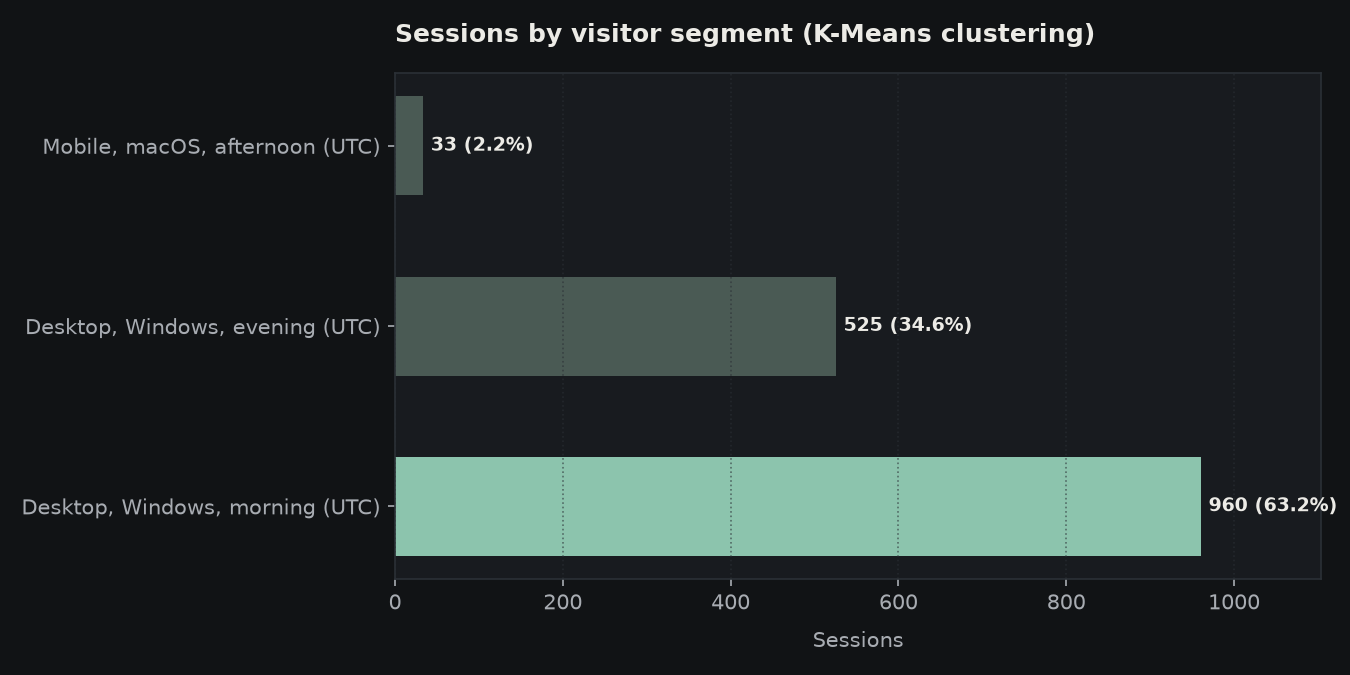 Sessions by visitor segment (K-Means clustering)
Mobile, macOS, afternoon (UTC)
33 (2.2%)
Desktop, Windows, evening (UTC)
525 (34.6%)
Desktop, Windows, morning (UTC)
960 (63.2%)
0 200 400 600 800 1000
Sessions